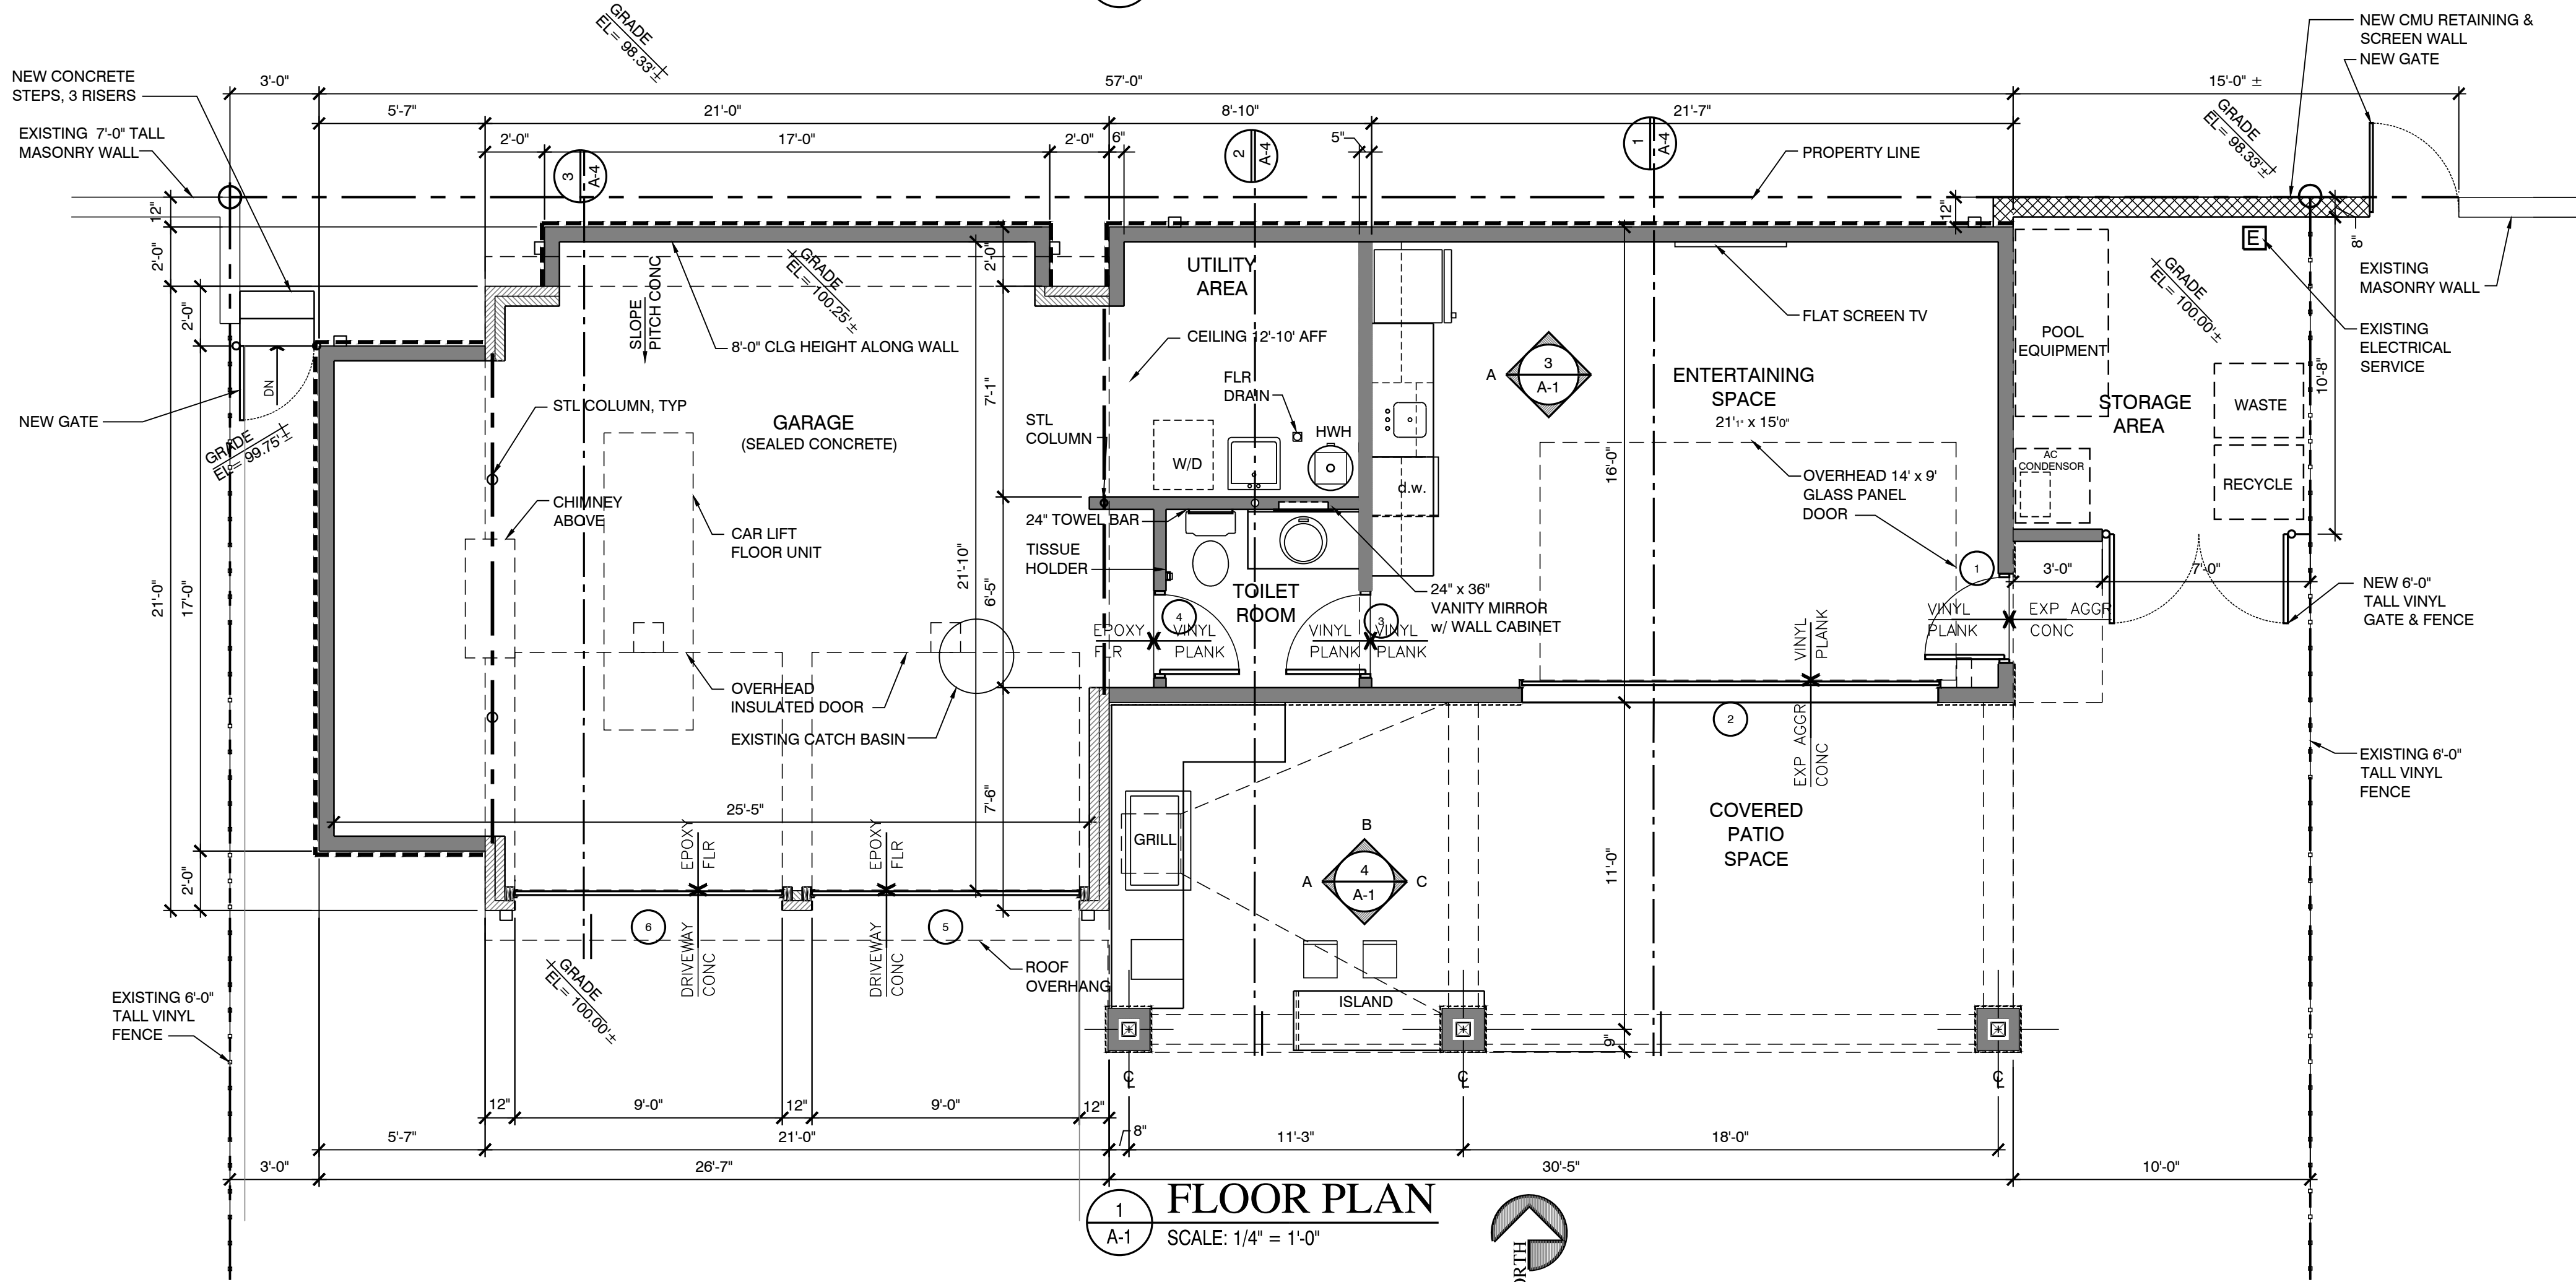 GRADE
EL= 98.33'±
NEW CMU RETAINING &
SCREEN WALL
NEW GATE
NEW CONCRETE
STEPS, 3 RISERS
3'-0"
57'-0"
15'-0" ±
5'-7"
21'-0"
8'-10"
21'-7"
GRADE
EL= 98.33'±
EXISTING 7'-0" TALL
MASONRY WALL
2'-0"
17'-0"
2'-0"
6"
5"
3
A-4
2
A-4
1
A-4
PROPERTY LINE
12"
2'-0"
2'-0"
12"
8"
E
UTILITY
AREA
GRADE
EL= 100.25'±
SLOPE
PITCH CONC
2'-0"
GRADE
EL= 100.00'±
EXISTING
MASONRY WALL
FLAT SCREEN TV
8'-0" CLG HEIGHT ALONG WALL
CEILING 12'-10' AFF
POOL
EQUIPMENT
EXISTING
ELECTRICAL
SERVICE
10'-8"
DN
NEW GATE
GRADE
EL= 99.75'±
STL COLUMN, TYP
GARAGE
(SEALED CONCRETE)
7'-1"
STL
COLUMN
FLR
DRAIN
HWH
W/D
A
3
A-1
ENTERTAINING
SPACE
21'1" x 15'0"
STORAGE
AREA
WASTE
RECYCLE
AC
CONDENSOR
16'-0"
d.w.
OVERHEAD 14' x 9'
GLASS PANEL
DOOR
CHIMNEY
ABOVE
CAR LIFT
FLOOR UNIT
24" TOWEL BAR
TISSUE
HOLDER
21'-0"
17'-0"
21'-10"
6'-5"
TOILET
ROOM
24" x 36"
VANITY MIRROR
w/ WALL CABINET
1
3'-0"
7'-0"
NEW 6'-0"
TALL VINYL
GATE & FENCE
4
3
EPOXY
FLR
VINYL
PLANK
VINYL
PLANK
VINYL
PLANK
VINYL
PLANK
VINYL
PLANK
EXP AGGR
CONC
OVERHEAD
INSULATED DOOR
EXISTING CATCH BASIN
2
EXP AGGR
CONC
EXISTING 6'-0"
TALL VINYL
FENCE
7'-6"
25'-5"
GRILL
COVERED
PATIO
SPACE
B
A
4
A-1
C
11'-0"
EPOXY
FLR
EPOXY
FLR
2'-0"
6
5
DRIVEWAY
CONC
DRIVEWAY
CONC
GRADE
EL= 100.00'±
ROOF
OVERHANG
ISLAND
9"
EXISTING 6'-0"
TALL VINYL
FENCE
℄
℄
℄
12"
9'-0"
12"
9'-0"
12"
5'-7"
21'-0"
8"
11'-3"
18'-0"
3'-0"
26'-7"
30'-5"
10'-0"
1
A-1
FLOOR PLAN
SCALE: 1/4" = 1'-0"